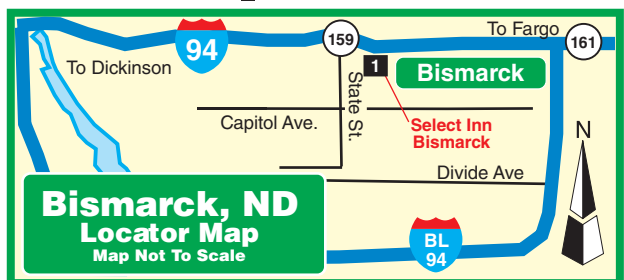 To Fargo
159
161
94
To Dickinson
1
Bismarck
State St.
Capitol Ave.
Select Inn
Bismarck
N
Divide Ave
Bismarck, ND
Locator Map
Map Not To Scale
BL
94